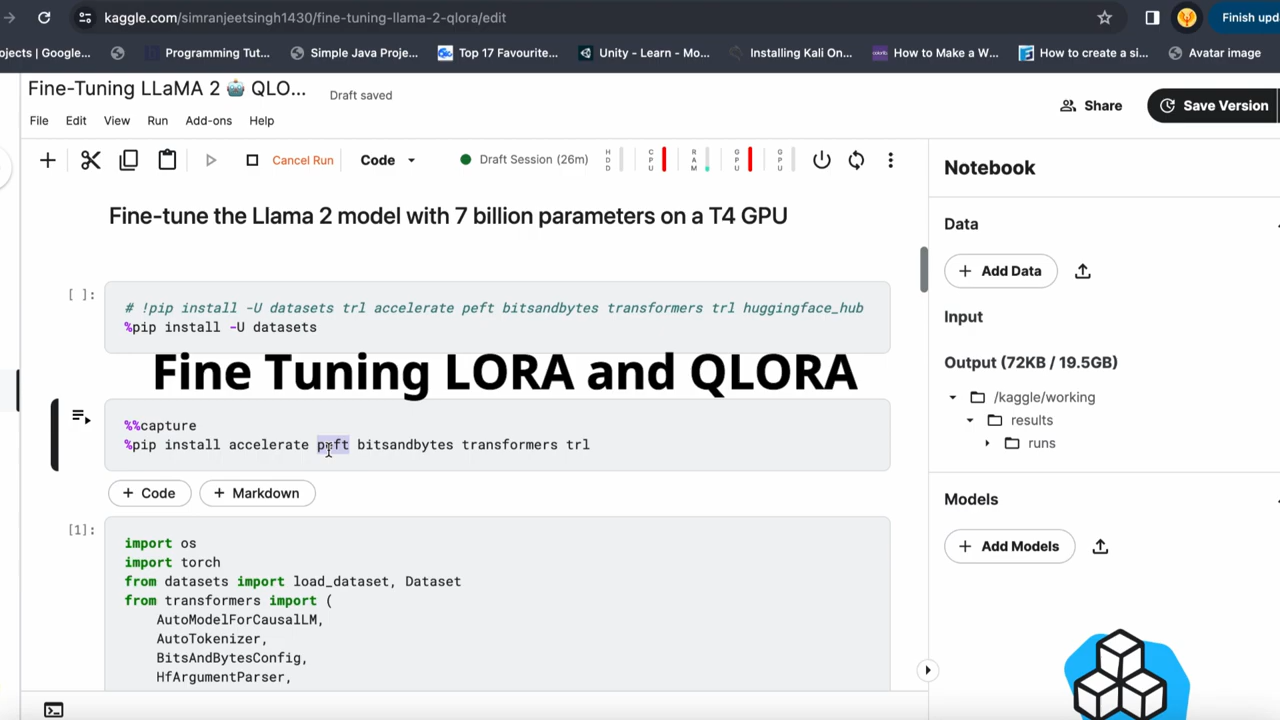 kaggle.com/simranjeetsingh1430/fine-tuning-llama-2-qlora/edit
Finish upd
ojects | Google...
Programming Tut...
Simple Java Proje...
Top 17 Favourite...
Unity - Learn - Mo...
Installing Kali On...
How to Make a W...
How to create a si...
Avatar image
Fine-Tuning LLaMA 2 🤖 QLO...
Draft saved
File Edit View Run Add-ons Help
Share
Save Version
Cancel Run
Code
Draft Session (26m)
HDD
CPU
RAM
GPU
GPU
Fine-tune the Llama 2 model with 7 billion parameters on a T4 GPU
[ ]:
# !pip install -U datasets trl accelerate peft bitsandbytes transformers trl huggingface_hub
%pip install -U datasets
Fine Tuning LORA and QLORA
%%capture
%pip install accelerate peft bitsandbytes transformers trl
+ Code
+ Markdown
[1]:
import os
import torch
from datasets import load_dataset, Dataset
from transformers import (
AutoModelForCausalLM,
AutoTokenizer,
BitsAndBytesConfig,
HfArgumentParser,
Notebook
Data
+ Add Data
Input
Output (72KB / 19.5GB)
/kaggle/working
results
runs
Models
+ Add Models